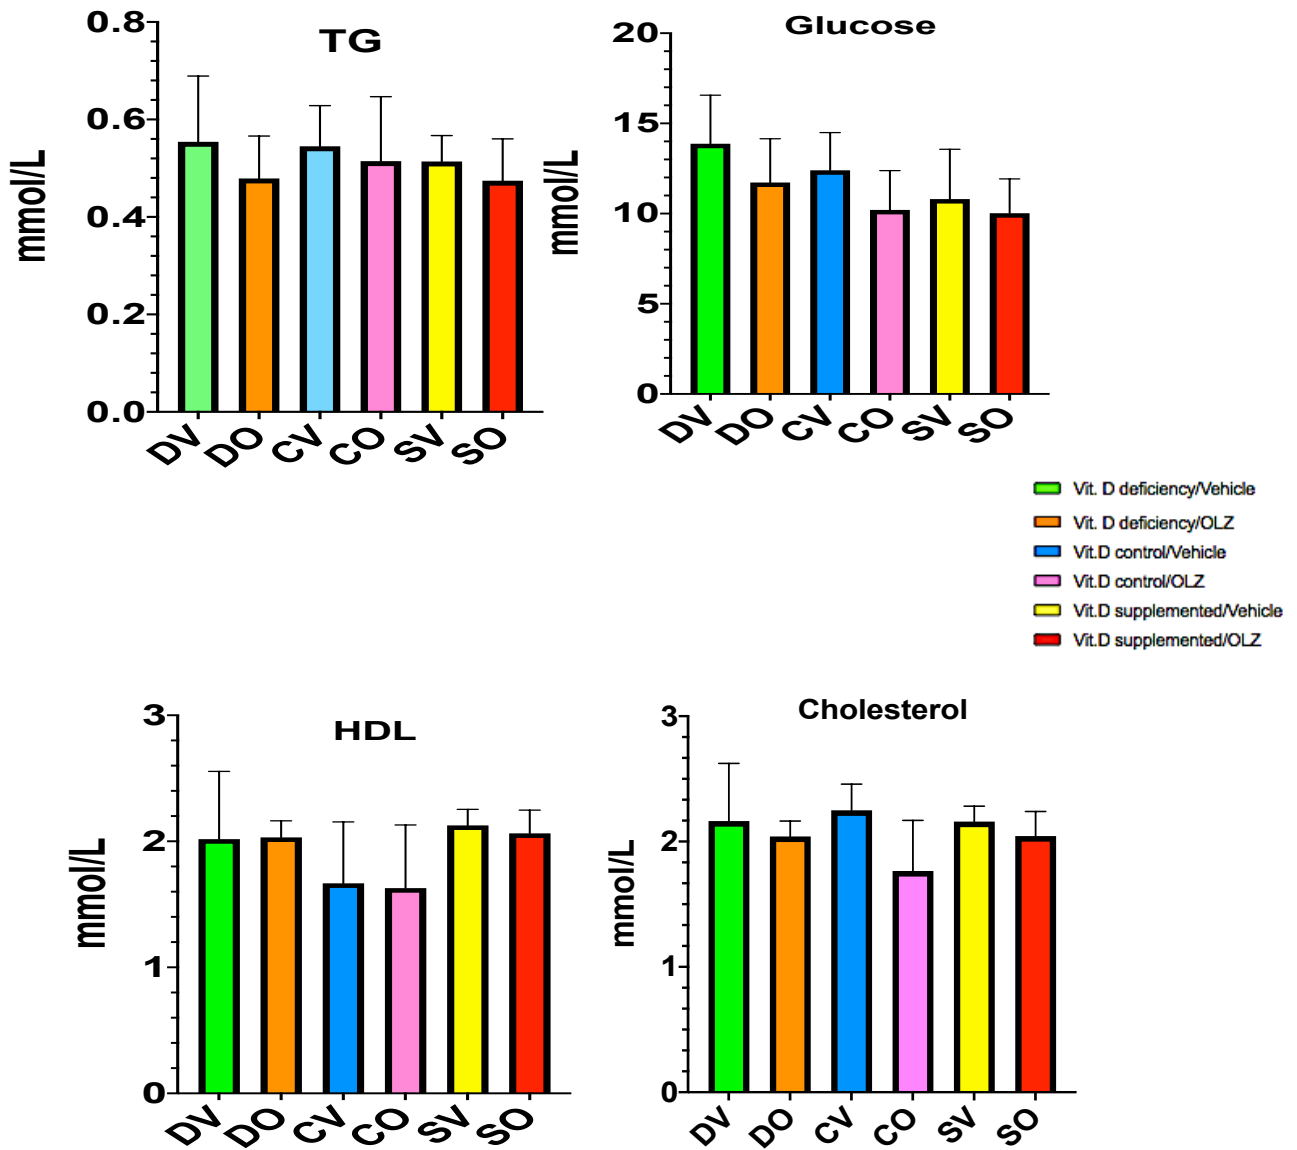 TG
mmol/L
0.8
0.6
0.4
0.2
0.0
DV
DO
CV
CO
SV
SO
Glucose
mmol/L
20
15
10
5
0
DV
DO
CV
CO
SV
SO
Vit. D deficiency/Vehicle
Vit. D deficiency/OLZ
Vit.D control/Vehicle
Vit.D control/OLZ
Vit.D supplemented/Vehicle
Vit.D supplemented/OLZ
HDL
mmol/L
3
2
1
0
DV
DO
CV
CO
SV
SO
Cholesterol
mmol/L
3
2
1
0
DV
DO
CV
CO
SV
SO